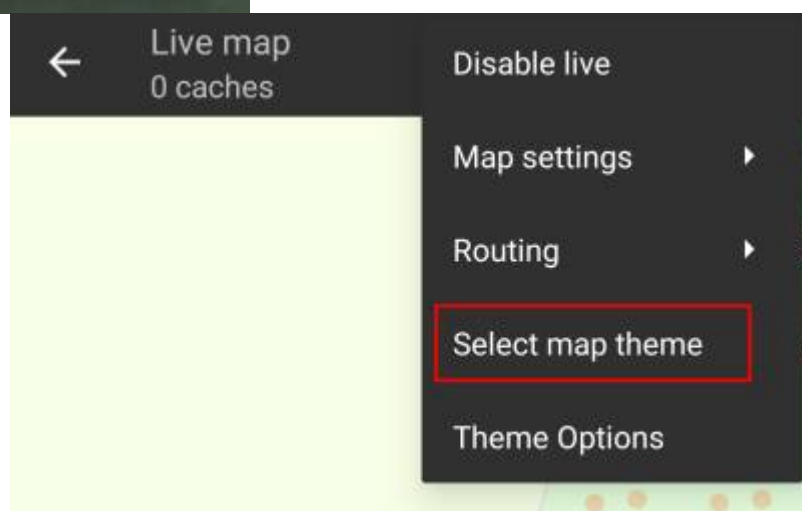 Live map
0 caches
Disable live
Map settings
Routing
Select map theme
Theme Options